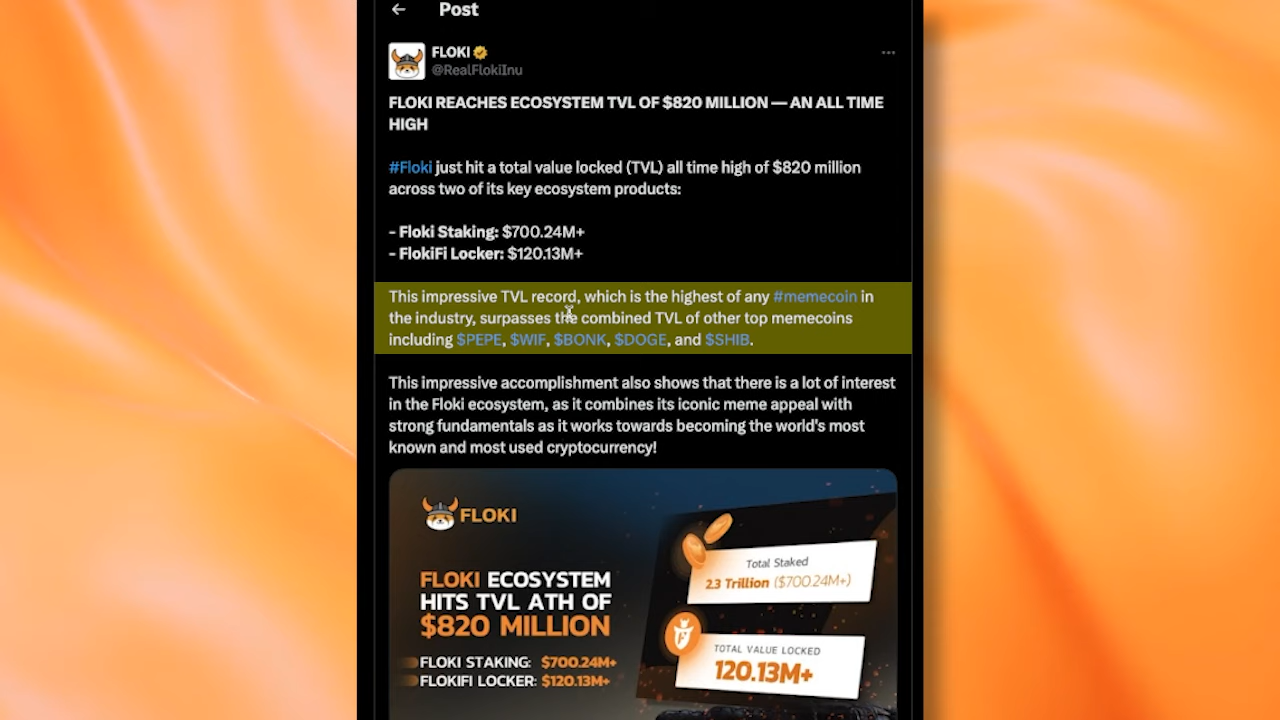 Post
FLOKI
@RealFlokiInu
FLOKI REACHES ECOSYSTEM TVL OF $820 MILLION — AN ALL TIME
HIGH
#Floki just hit a total value locked (TVL) all time high of $820 million
across two of its key ecosystem products:
- Floki Staking: $700.24M+
- FlokiFi Locker: $120.13M+
This impressive TVL record, which is the highest of any #memecoin in
the industry, surpasses the combined TVL of other top memecoins
including $PEPE, $WIF, $BONK, $DOGE, and $SHIB.
This impressive accomplishment also shows that there is a lot of interest
in the Floki ecosystem, as it combines its iconic meme appeal with
strong fundamentals as it works towards becoming the world's most
known and most used cryptocurrency!
FLOKI
FLOKI ECOSYSTEM
HITS TVL ATH OF
$820 MILLION
FLOKI STAKING: $700.24M+
FLOKIFI LOCKER: $120.13M+
Total Staked
2.3 Trillion ($700.24M+)
TOTAL VALUE LOCKED
120.13M+